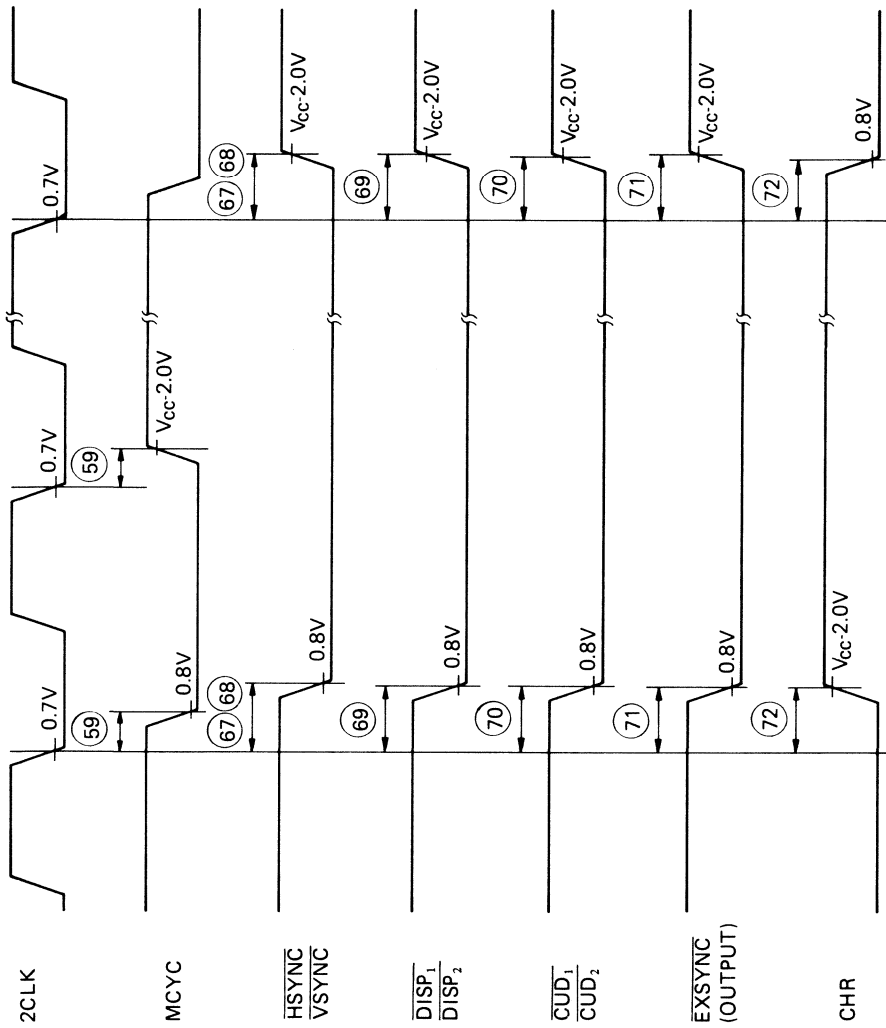 2CLK
0.7V
0.7V
0.7V
MCYC
59
0.8V
59
Vcc-2.0V
HSYNC
VSYNC
67 68
0.8V
67 68
Vcc-2.0V
DISP1
DISP2
69
0.8V
69
Vcc-2.0V
CUD1
CUD2
70
0.8V
70
Vcc-2.0V
EXSYNC
(OUTPUT)
71
0.8V
71
Vcc-2.0V
CHR
72
Vcc-2.0V
72
0.8V